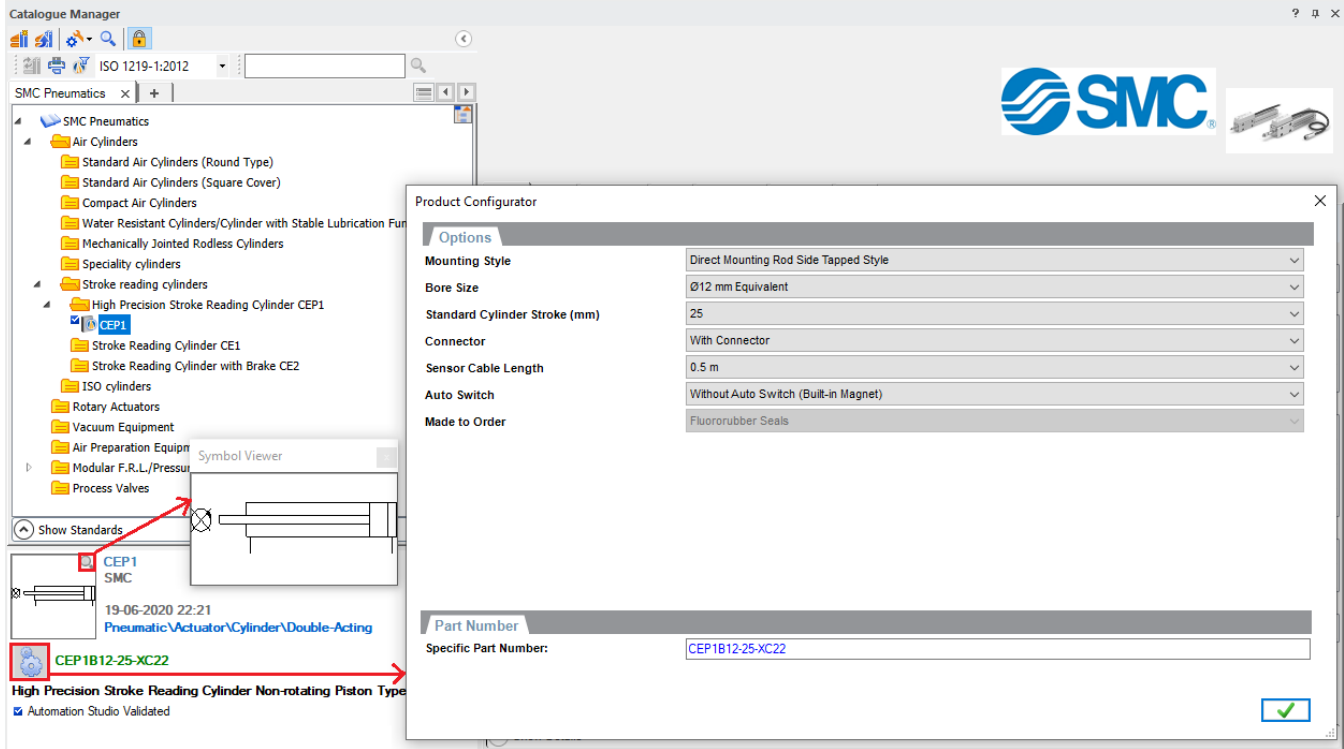 Catalogue Manager
ISO 1219-1:2012
SMC Pneumatics
SMC Pneumatics
Air Cylinders
Standard Air Cylinders (Round Type)
Standard Air Cylinders (Square Cover)
Compact Air Cylinders
Water Resistant Cylinders/Cylinder with Stable Lubrication Fun
Mechanically Jointed Rodless Cylinders
Speciality cylinders
Stroke reading cylinders
High Precision Stroke Reading Cylinder CEP1
CEP1
Stroke Reading Cylinder CE1
Stroke Reading Cylinder with Brake CE2
ISO cylinders
Rotary Actuators
Vacuum Equipment
Air Preparation Equipm
Modular F.R.L./Pressur
Process Valves
Show Standards
Symbol Viewer
CEP1
SMC
19-06-2020 22:21
Pneumatic\Actuator\Cylinder\Double-Acting
CEP1B12-25-XC22
High Precision Stroke Reading Cylinder Non-rotating Piston Type
Automation Studio Validated
SMC®
Product Configurator
Options
Mounting Style Direct Mounting Rod Side Tapped Style
Bore Size Ø12 mm Equivalent
Standard Cylinder Stroke (mm) 25
Connector With Connector
Sensor Cable Length 0.5 m
Auto Switch Without Auto Switch (Built-in Magnet)
Made to Order Fluororubber Seals
Part Number
Specific Part Number: CEP1B12-25-XC22